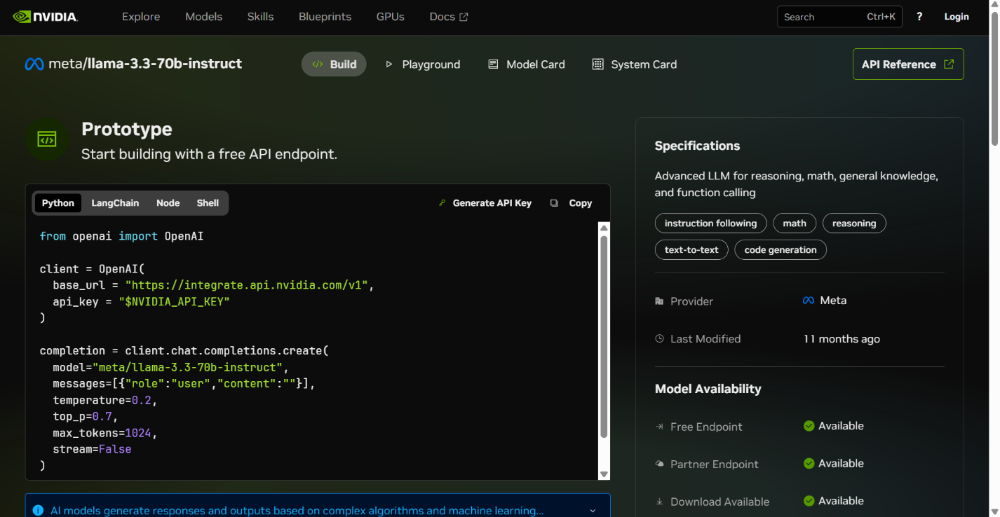 NVIDIA.
Explore
Models
Skills
Blueprints
GPUs
Docs
Search
Ctrl+K
?
Login
meta/llama-3.3-70b-instruct
Build
Playground
Model Card
System Card
API Reference
Prototype
Start building with a free API endpoint.
Python
LangChain
Node
Shell
Generate API Key
Copy
from openai import OpenAI
client = OpenAI(
  base_url = "https://integrate.api.nvidia.com/v1",
  api_key = "$NVIDIA_API_KEY"
)
completion = client.chat.completions.create(
  model="meta/llama-3.3-70b-instruct",
  messages=[{"role":"user","content":""}],
  temperature=0.2,
  top_p=0.7,
  max_tokens=1024,
  stream=False
)
AI models generate responses and outputs based on complex algorithms and machine learning...
Specifications
Advanced LLM for reasoning, math, general knowledge,
and function calling
instruction following
math
reasoning
text-to-text
code generation
Provider
Meta
Last Modified
11 months ago
Model Availability
Free Endpoint
Available
Partner Endpoint
Available
Download Available
Available